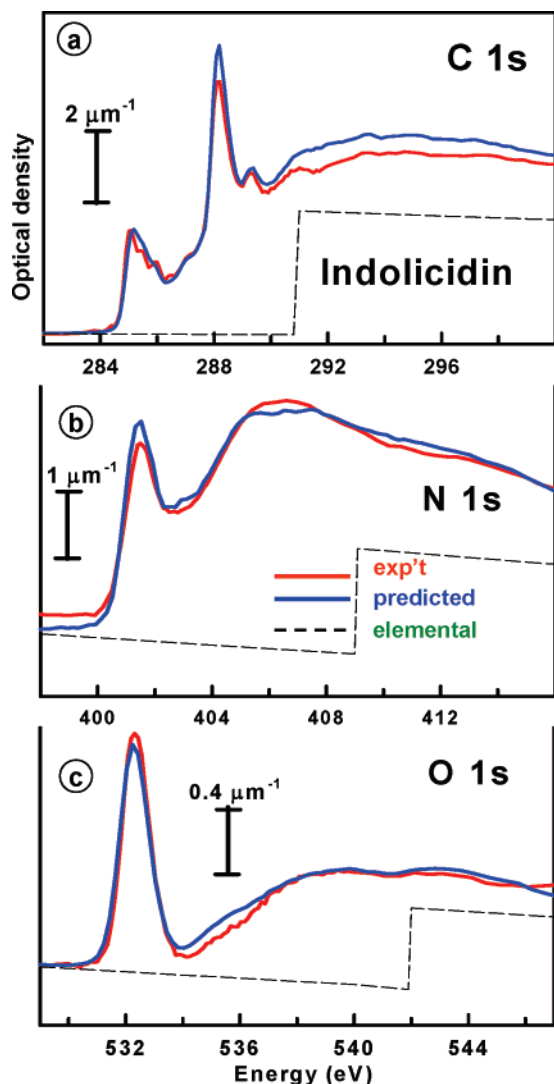 a
C 1s
2 μm⁻¹
Optical density
Indolicidin
284 288 292 296
b
1 μm⁻¹
N 1s
exp't
predicted
elemental
400 404 408 412
c
O 1s
0.4 μm⁻¹
532 536 540 544
Energy (eV)